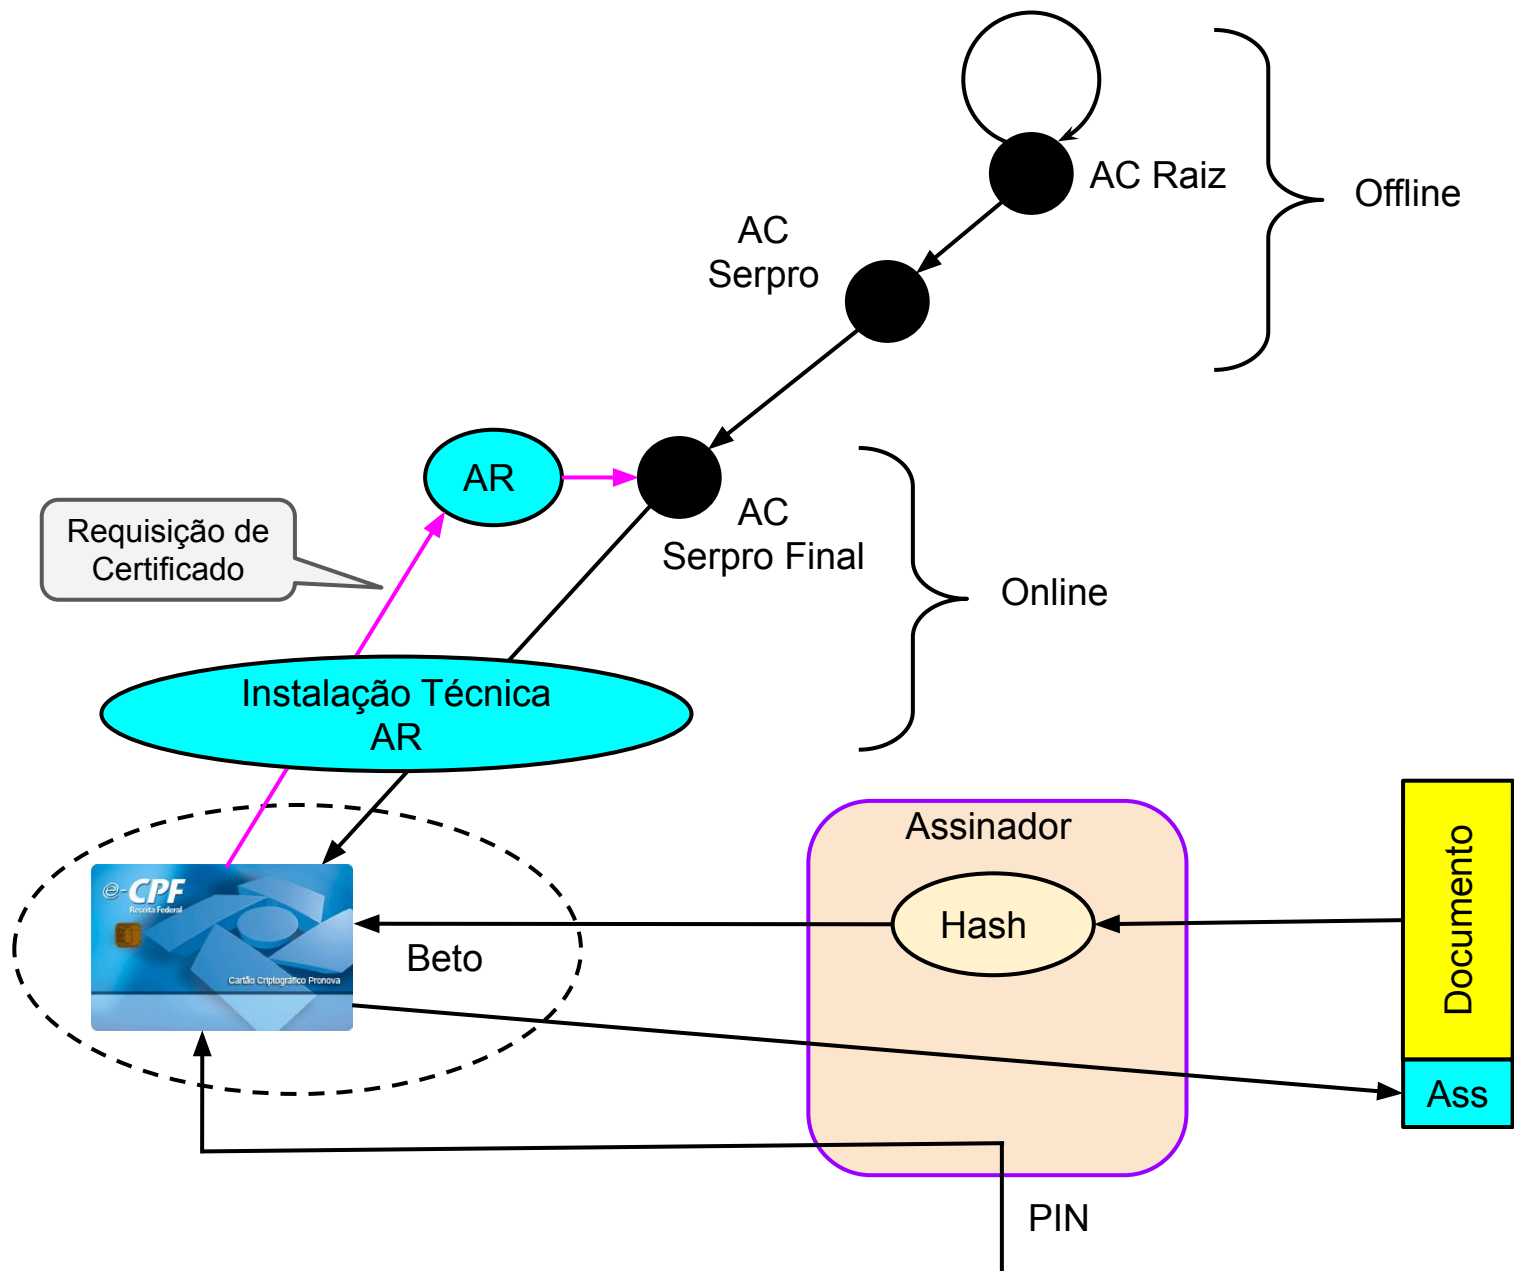 AC Raiz
Offline
AC
Serpro
AR
AC
Serpro Final
Requisição de
Certificado
Online
Instalação Técnica
AR
Assinador
Documento
e-CPF
Receita Federal
Hash
Beto
Cartão Criptográfico Pronova
Ass
PIN